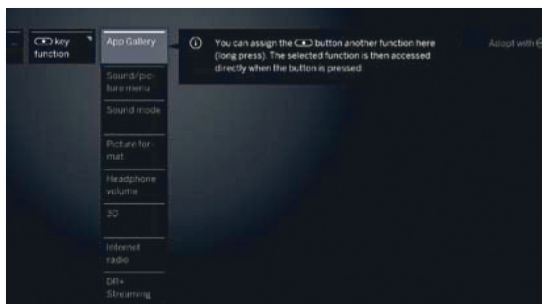 key
function
App Gallery
You can assign the button another function here
(long press). The selected function is then accessed
directly when the button is pressed.
Adopt with
Sound/pic-
ture menu
Sound mode
Picture for-
mat
Headphone
volume
3D
Internet
radio
DR+
Streaming